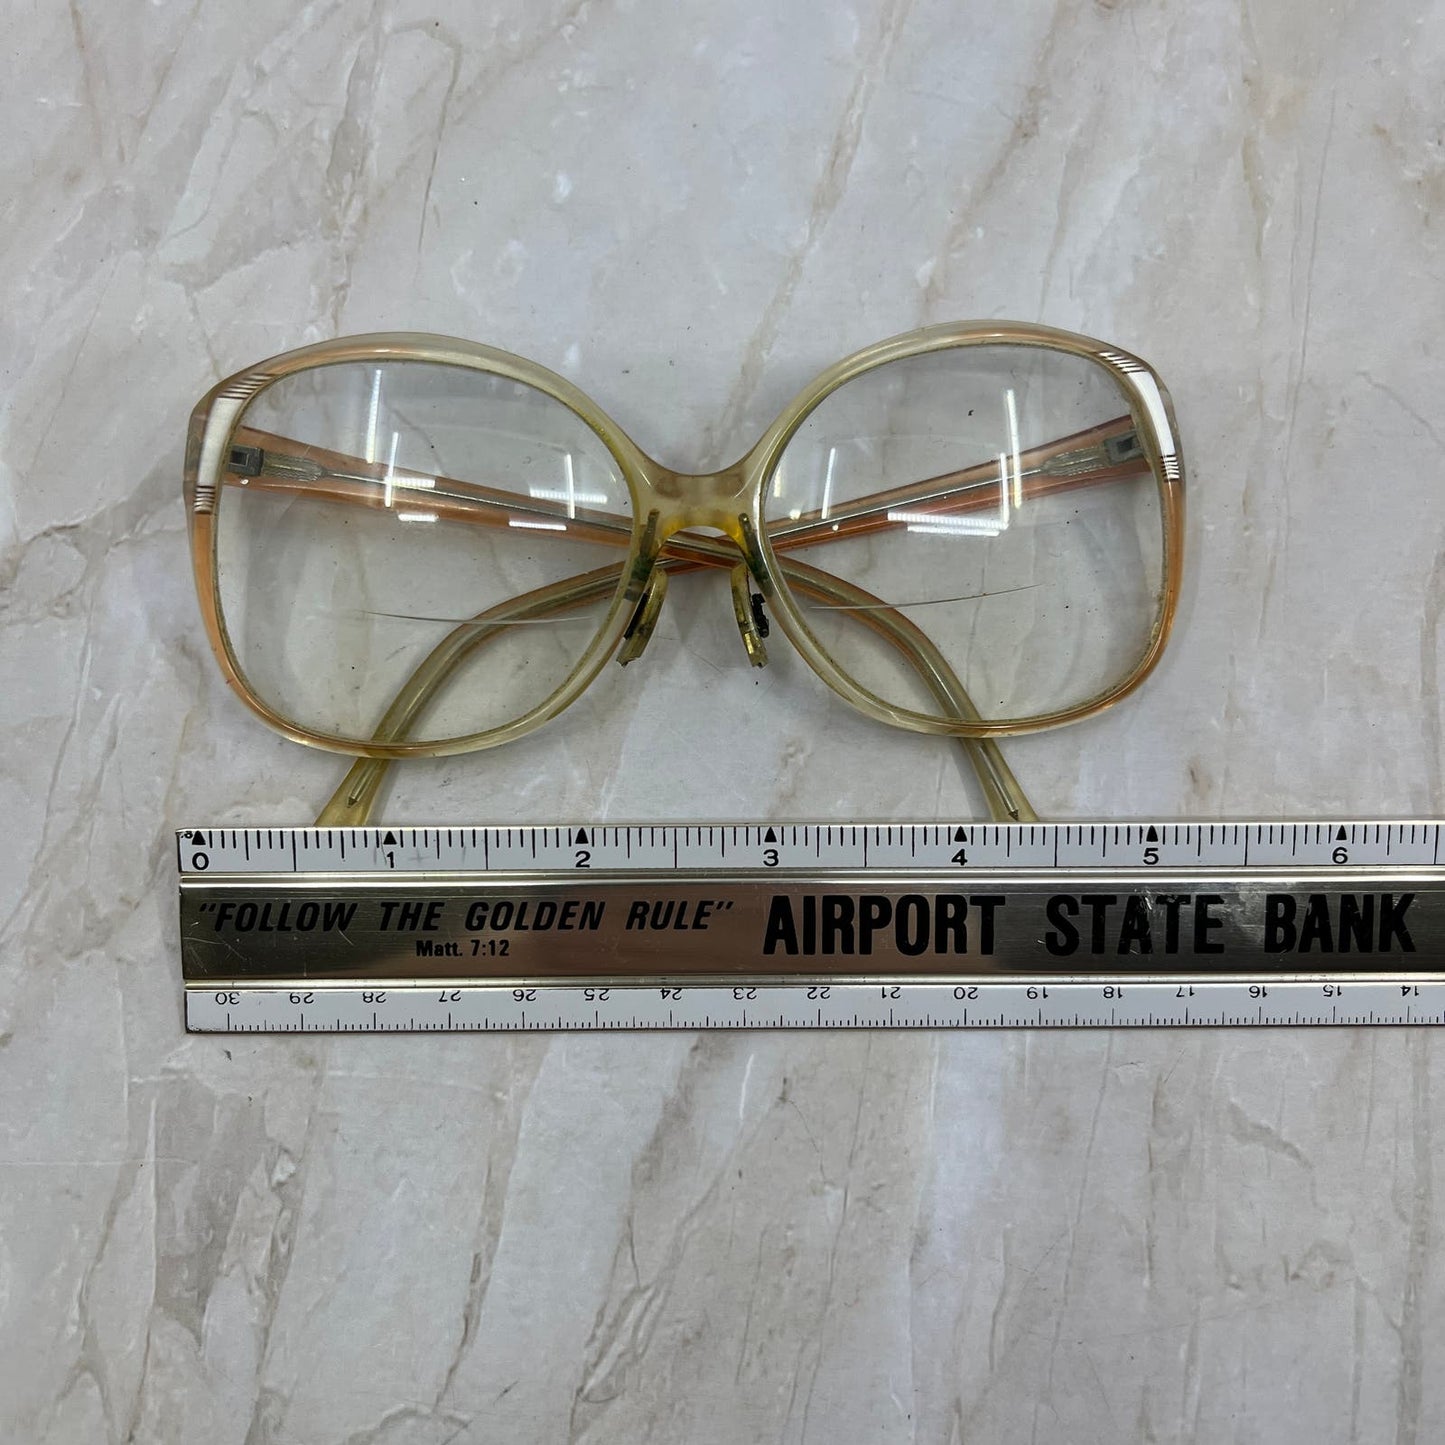 0 1 2 3 4 5 6
"FOLLOW THE GOLDEN RULE" AIRPORT STATE BANK
Matt. 7:12
30 29 28 27 26 25 24 23 22 21 20 19 18 17 16 15 14